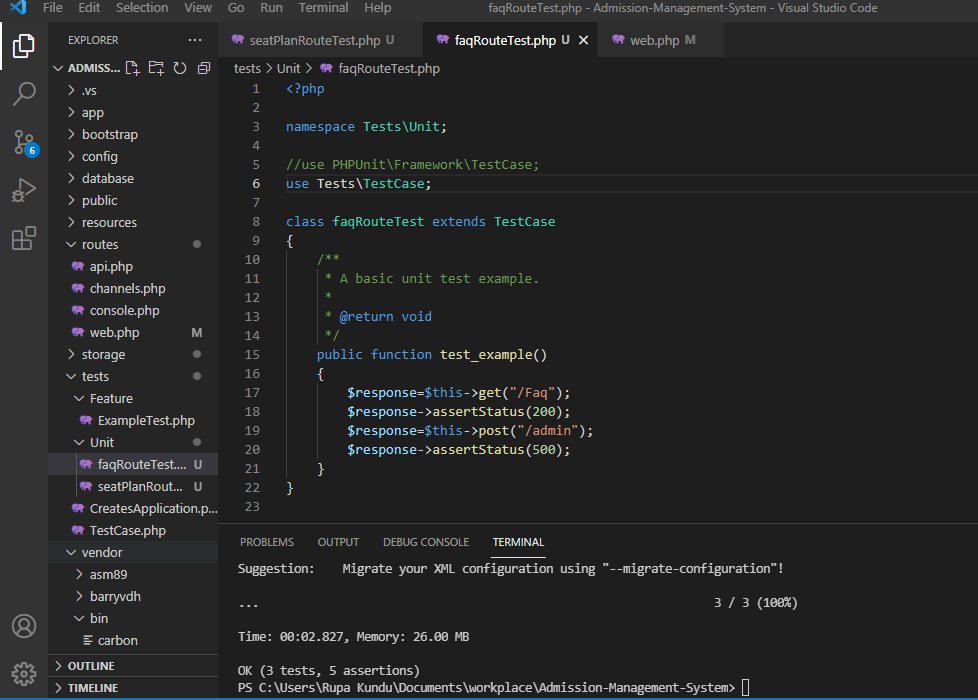 File Edit Selection View Go Run Terminal Help faqRouteTest.php - Admission-Management-System - Visual Studio Code
EXPLORER ...
seatPlanRouteTest.php U faqRouteTest.php U web.php M
ADMISS...
tests > Unit > faqRouteTest.php
.vs
app
bootstrap
config
database
public
resources
routes
api.php
channels.php
console.php
web.php M
storage
tests
Feature
ExampleTest.php
Unit
faqRouteTest.... U
seatPlanRout... U
CreatesApplication.p...
TestCase.php
vendor
asm89
barryvdh
bin
carbon
OUTLINE
TIMELINE
6
1 <?php
2
3 namespace Tests\Unit;
4
5 //use PHPUnit\Framework\TestCase;
6 use Tests\TestCase;
7
8 class faqRouteTest extends TestCase
9 {
10 /**
11 * A basic unit test example.
12 *
13 * @return void
14 */
15 public function test_example()
16 {
17 $response=$this->get("/Faq");
18 $response->assertStatus(200);
19 $response=$this->post("/admin");
20 $response->assertStatus(500);
21 }
22 }
23
PROBLEMS OUTPUT DEBUG CONSOLE TERMINAL
Suggestion: Migrate your XML configuration using "--migrate-configuration"!
... 3 / 3 (100%)
Time: 00:02.827, Memory: 26.00 MB
OK (3 tests, 5 assertions)
PS C:\Users\Rupa Kundu\Documents\workplace\Admission-Management-System>